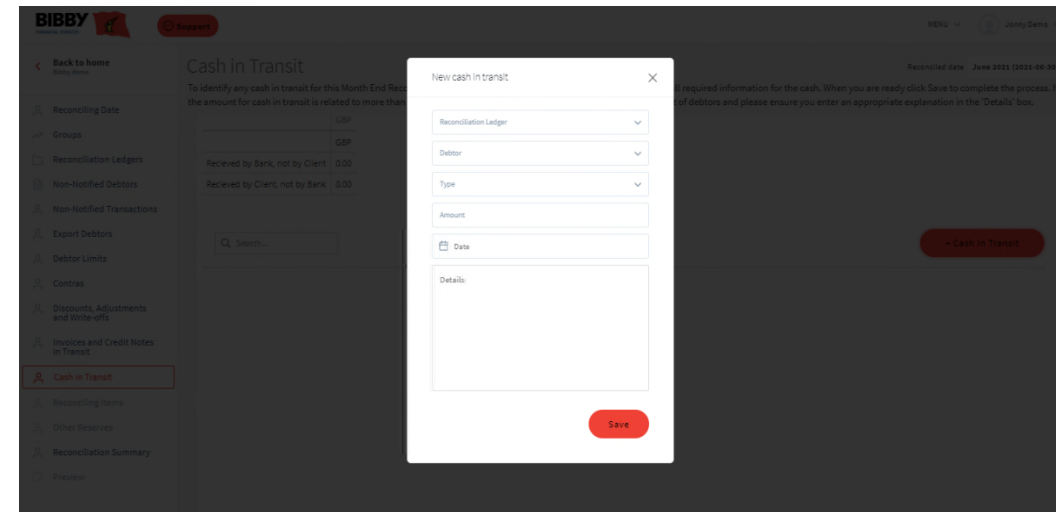 BIBBY
FINANCIAL SERVICES
Support
MENU
Jonny Demo
Back to home
Bibby demo
Reconciling Date
Groups
Reconciliation Ledgers
Non-Notified Debtors
Non-Notified Transactions
Export Debtors
Debtor Limits
Contras
Discounts, Adjustments
and Write-offs
Invoices and Credit Notes
in Transit
Cash in Transit
Reconciling Items
Other Reserves
Reconciliation Summary
Preview
Cash in Transit
Reconciled date June 2021 (2021-06-30
To identify any cash in transit for this Month End Reco
ll required information for the cash. When you are ready click Save to complete the process.
the amount for cash in transit is related to more than
t of debtors and please ensure you enter an appropriate explanation in the 'Details' box.
GBP
GBP
Recieved by Bank, not by Client 0.00
Recieved by Client, not by Bank 0.00
Search...
+ Cash in Transit
New cash in transit
Reconciliation Ledger
Debtor
Type
Amount
Date
Details
Save